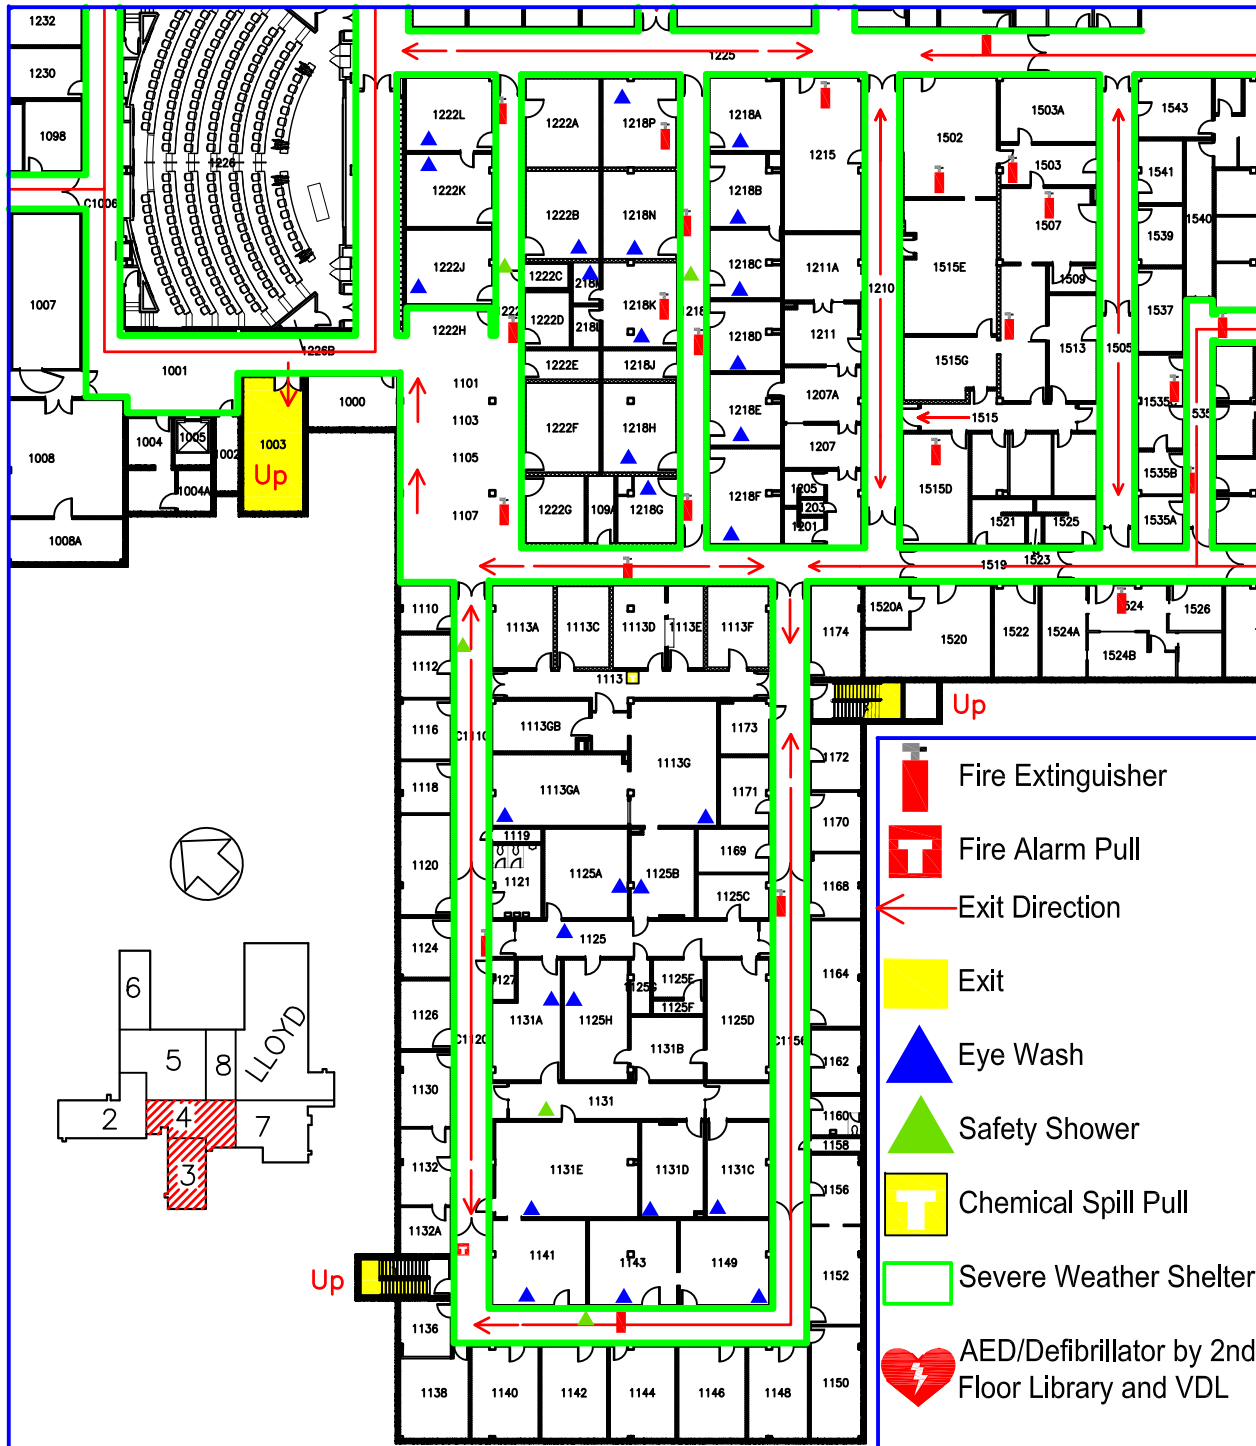 1232
1230
1098
C1006
1007
1226
1226B
1001
1000
1003
Up
1004
1005
1002
1004A
1008
1008A
1225
1222L
1222K
1222J
1222H
1222A
1222B
1222C
1222D
1222E
1222F
1222G
109A
1218P
1218N
1218K
1218J
1218H
1218G
1218A
1218B
1218C
1218D
1218E
1218F
1215
1211A
1211
1207A
1207
1205
1203
1201
1210
1101
1103
1105
1107
1502
1503A
1503
1507
1509
1515E
1515G
1513
1515
1515D
1521
1523
1525
1505
1519
1543
1541
1540
1539
1537
1535B
1535A
1110
1112
1116
1118
1120
1124
1126
1130
1132
1132A
1136
1138
1140
1142
1144
1146
1148
1150
1152
1156
1158
1160
1162
1164
1168
1170
1172
1174
1113A
1113C
1113D
1113E
1113F
1113
1113GB
1113G
1113GA
1173
1171
1119
1121
1125A
1125B
1169
1125C
1125
1131A
1125H
1125E
1125F
1125D
1131B
1131
1131E
1131D
1131C
1141
1143
1149
C1156
1520A
1520
1522
1524A
1524B
1526
Up
Up
6
5
8
LLOYD
2
4
7
3
Fire Extinguisher
Fire Alarm Pull
Exit Direction
Exit
Eye Wash
Safety Shower
Chemical Spill Pull
Severe Weather Shelter
AED/Defibrillator by 2nd
Floor Library and VDL